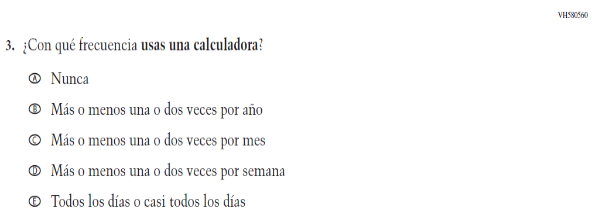 VH580560
3. ¿Con qué frecuencia usas una calculadora?
Ⓐ Nunca
Ⓑ Más o menos una o dos veces por año
Ⓒ Más o menos una o dos veces por mes
Ⓓ Más o menos una o dos veces por semana
Ⓔ Todos los días o casi todos los días